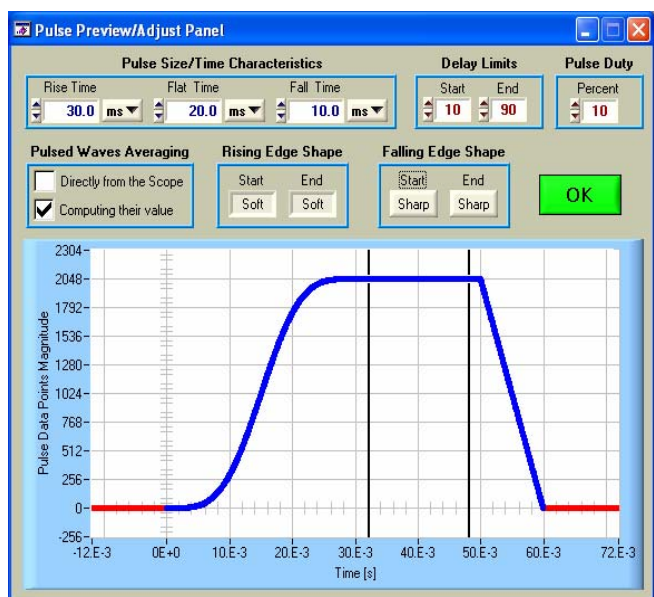 Pulse Preview/Adjust Panel
Pulse Size/Time Characteristics
Delay Limits
Pulse Duty
Rise Time Flat Time Fall Time
Start End
Percent
30.0 ms 20.0 ms 10.0 ms
10 90
10
Pulsed Waves Averaging
Rising Edge Shape
Falling Edge Shape
Directly from the Scope
Computing their value
Start End
Soft Soft
Start End
Sharp Sharp
OK
Pulse Data Points Magnitude
2304
2048
1792
1536
1280
1024
768
512
256
0
-256
-12.E-3 0E+0 10.E-3 20.E-3 30.E-3 40.E-3 50.E-3 60.E-3 72.E-3
Time [s]